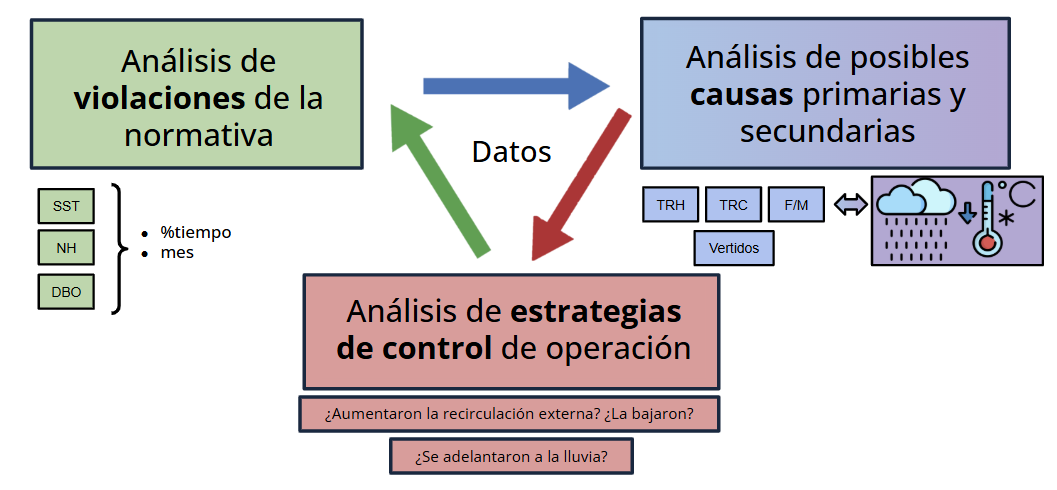 Análisis de
violaciones de la
normativa
Análisis de posibles
causas primarias y
secundarias
Datos
SST
NH
DBO
%tiempo
mes
TRH
TRC
F/M
Vertidos
°C
Análisis de estrategias
de control de operación
¿Aumentaron la recirculación externa? ¿La bajaron?
¿Se adelantaron a la lluvia?